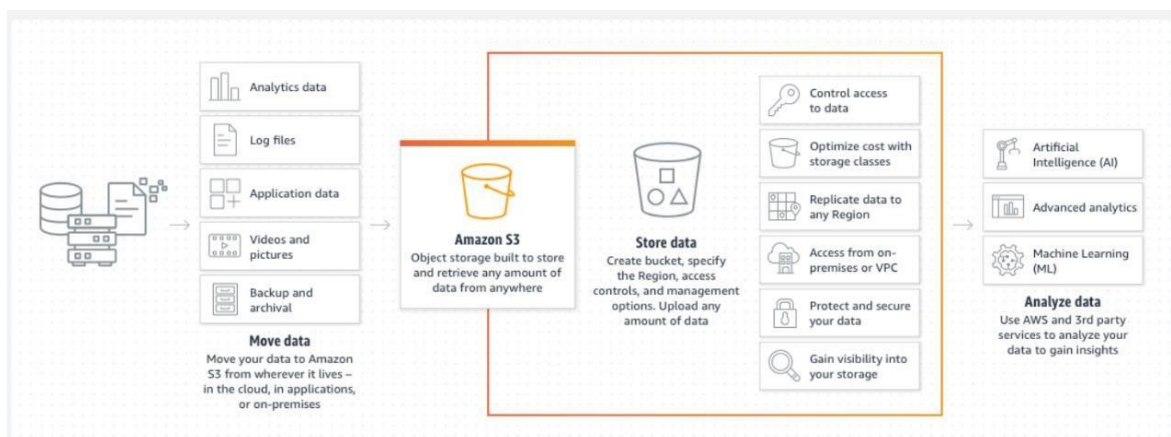 Analytics data
Log files
Application data
Videos and
pictures
Backup and
archival
Move data
Move your data to Amazon
S3 from wherever it lives –
in the cloud, in applications,
or on-premises
Amazon S3
Object storage built to store
and retrieve any amount of
data from anywhere
Store data
Create bucket, specify
the Region, access
controls, and management
options. Upload any
amount of data
Control access
to data
Optimize cost with
storage classes
Replicate data to
any Region
Access from on-
premises or VPC
Protect and secure
your data
Gain visibility into
your storage
Artificial
Intelligence (AI)
Advanced analytics
Machine Learning
(ML)
Analyze data
Use AWS and 3rd party
services to analyze your
data to gain insights